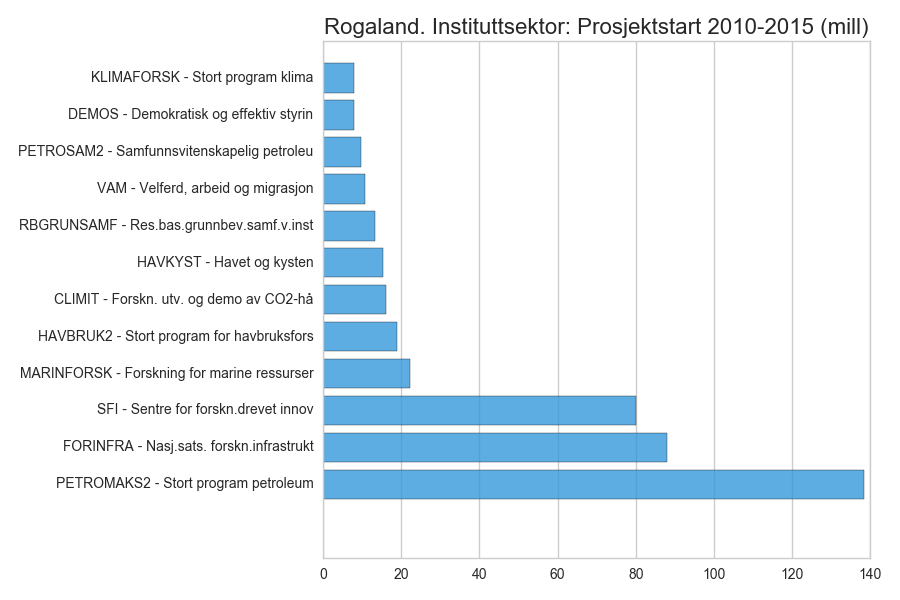 Rogaland. Instituttsektor: Prosjektstart 2010-2015 (mill)
KLIMAFORSK - Stort program klima
DEMOS - Demokratisk og effektiv styrin
PETROSAM2 - Samfunnsvitenskapelig petroleu
VAM - Velferd, arbeid og migrasjon
RBGRUNSAMF - Res.bas.grunnbev.samf.v.inst
HAVKYST - Havet og kysten
CLIMIT - Forskn. utv. og demo av CO2-hå
HAVBRUK2 - Stort program for havbruksfors
MARINFORSK - Forskning for marine ressurser
SFI - Sentre for forskn.drevet innov
FORINFRA - Nasj.sats. forskn.infrastrukt
PETROMAKS2 - Stort program petroleum
0 20 40 60 80 100 120 140